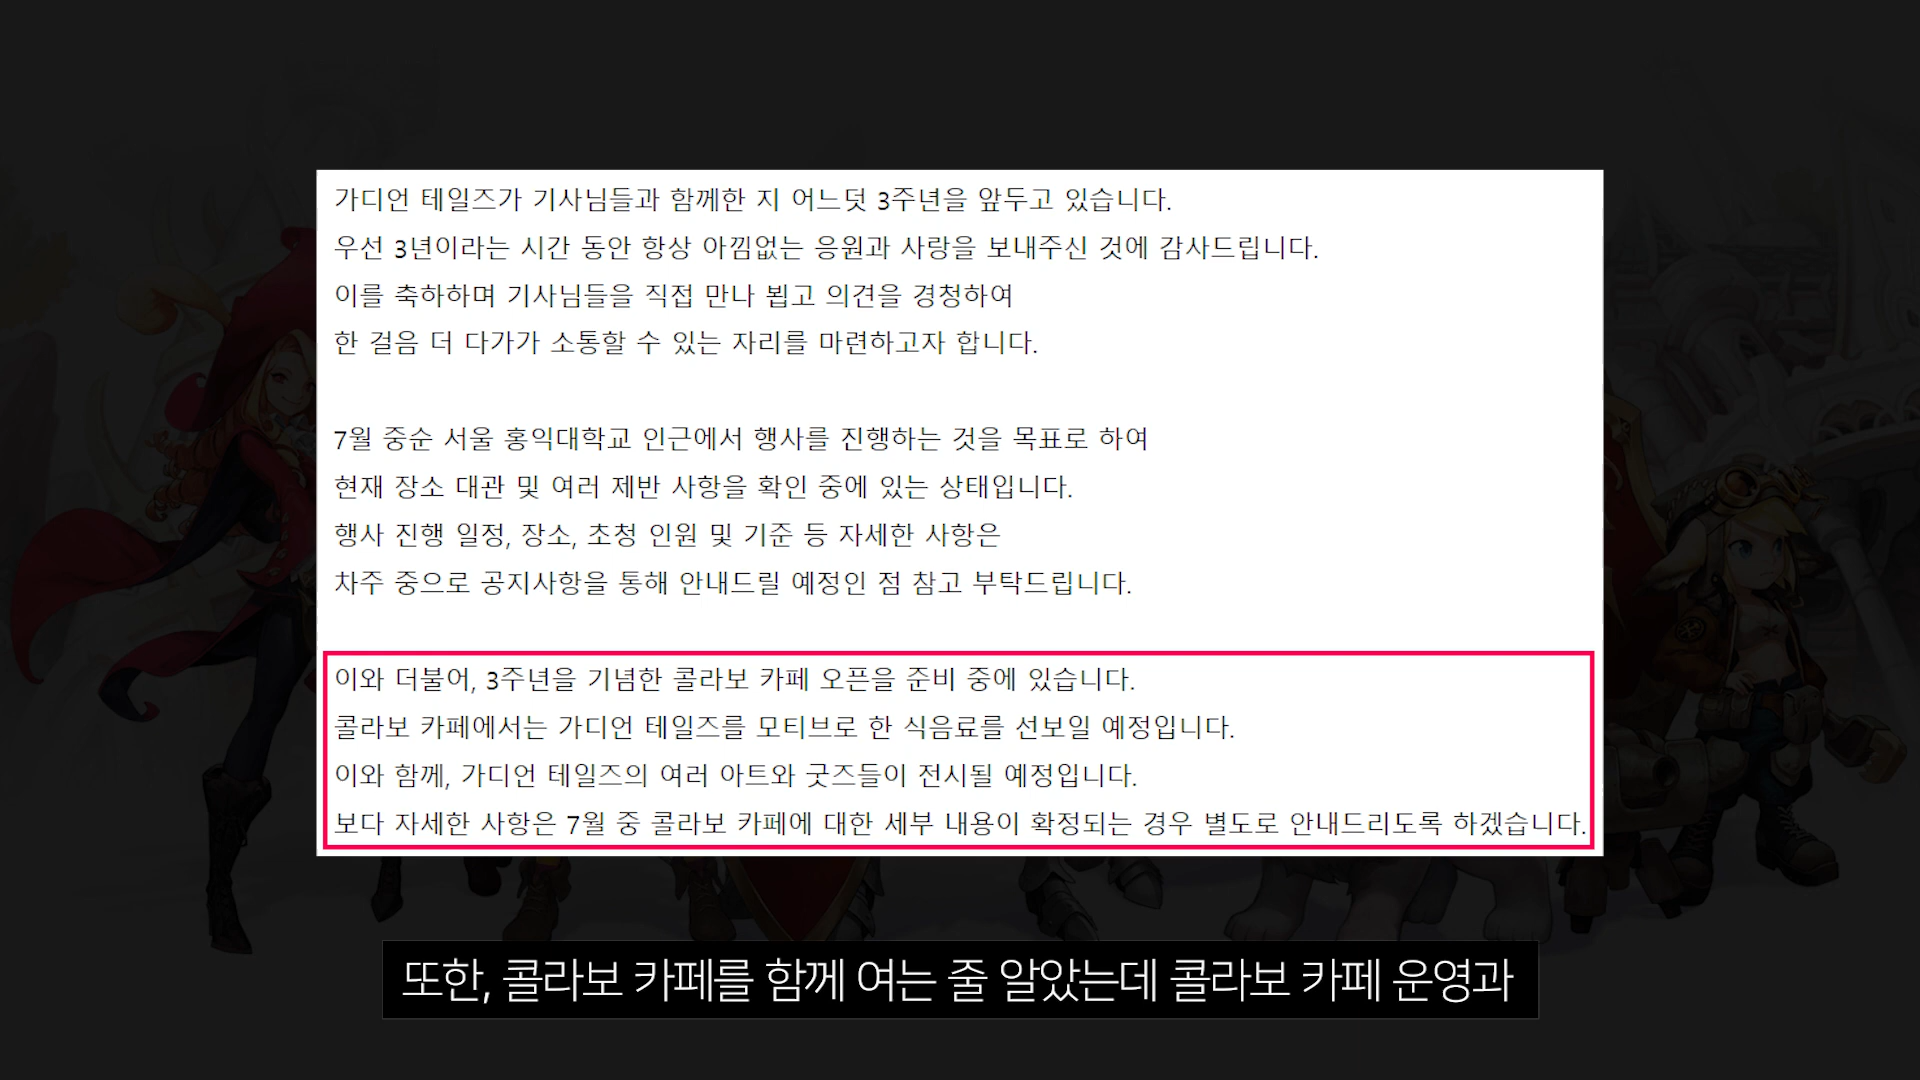 가디언 테일즈가 기사님들과 함께한 지 어느덧 3주년을 앞두고 있습니다.
우선 3년이라는 시간 동안 항상 아낌없는 응원과 사랑을 보내주신 것에 감사드립니다.
이를 축하하며 기사님들을 직접 만나 뵙고 의견을 경청하여
한 걸음 더 다가가 소통할 수 있는 자리를 마련하고자 합니다.
7월 중순 서울 홍익대학교 인근에서 행사를 진행하는 것을 목표로 하여
현재 장소 대관 및 여러 제반 사항을 확인 중에 있는 상태입니다.
행사 진행 일정, 장소, 초청 인원 및 기준 등 자세한 사항은
차주 중으로 공지사항을 통해 안내드릴 예정인 점 참고 부탁드립니다.
이와 더불어, 3주년을 기념한 콜라보 카페 오픈을 준비 중에 있습니다.
콜라보 카페에서는 가디언 테일즈를 모티브로 한 식음료를 선보일 예정입니다.
이와 함께, 가디언 테일즈의 여러 아트와 굿즈들이 전시될 예정입니다.
보다 자세한 사항은 7월 중 콜라보 카페에 대한 세부 내용이 확정되는 경우 별도로 안내드리도록 하겠습니다.
또한, 콜라보 카페를 함께 여는 줄 알았는데 콜라보 카페 운영과